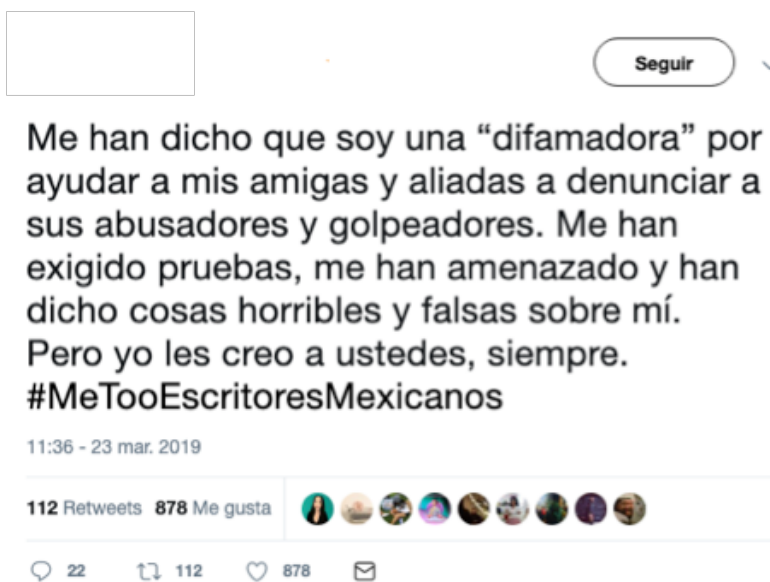 Seguir
Me han dicho que soy una “difamadora” por
ayudar a mis amigas y aliadas a denunciar a
sus abusadores y golpeadores. Me han
exigido pruebas, me han amenazado y han
dicho cosas horribles y falsas sobre mí.
Pero yo les creo a ustedes, siempre.
#MeTooEscritoresMexicanos
11:36 - 23 mar. 2019
112 Retweets 878 Me gusta
22 112 878